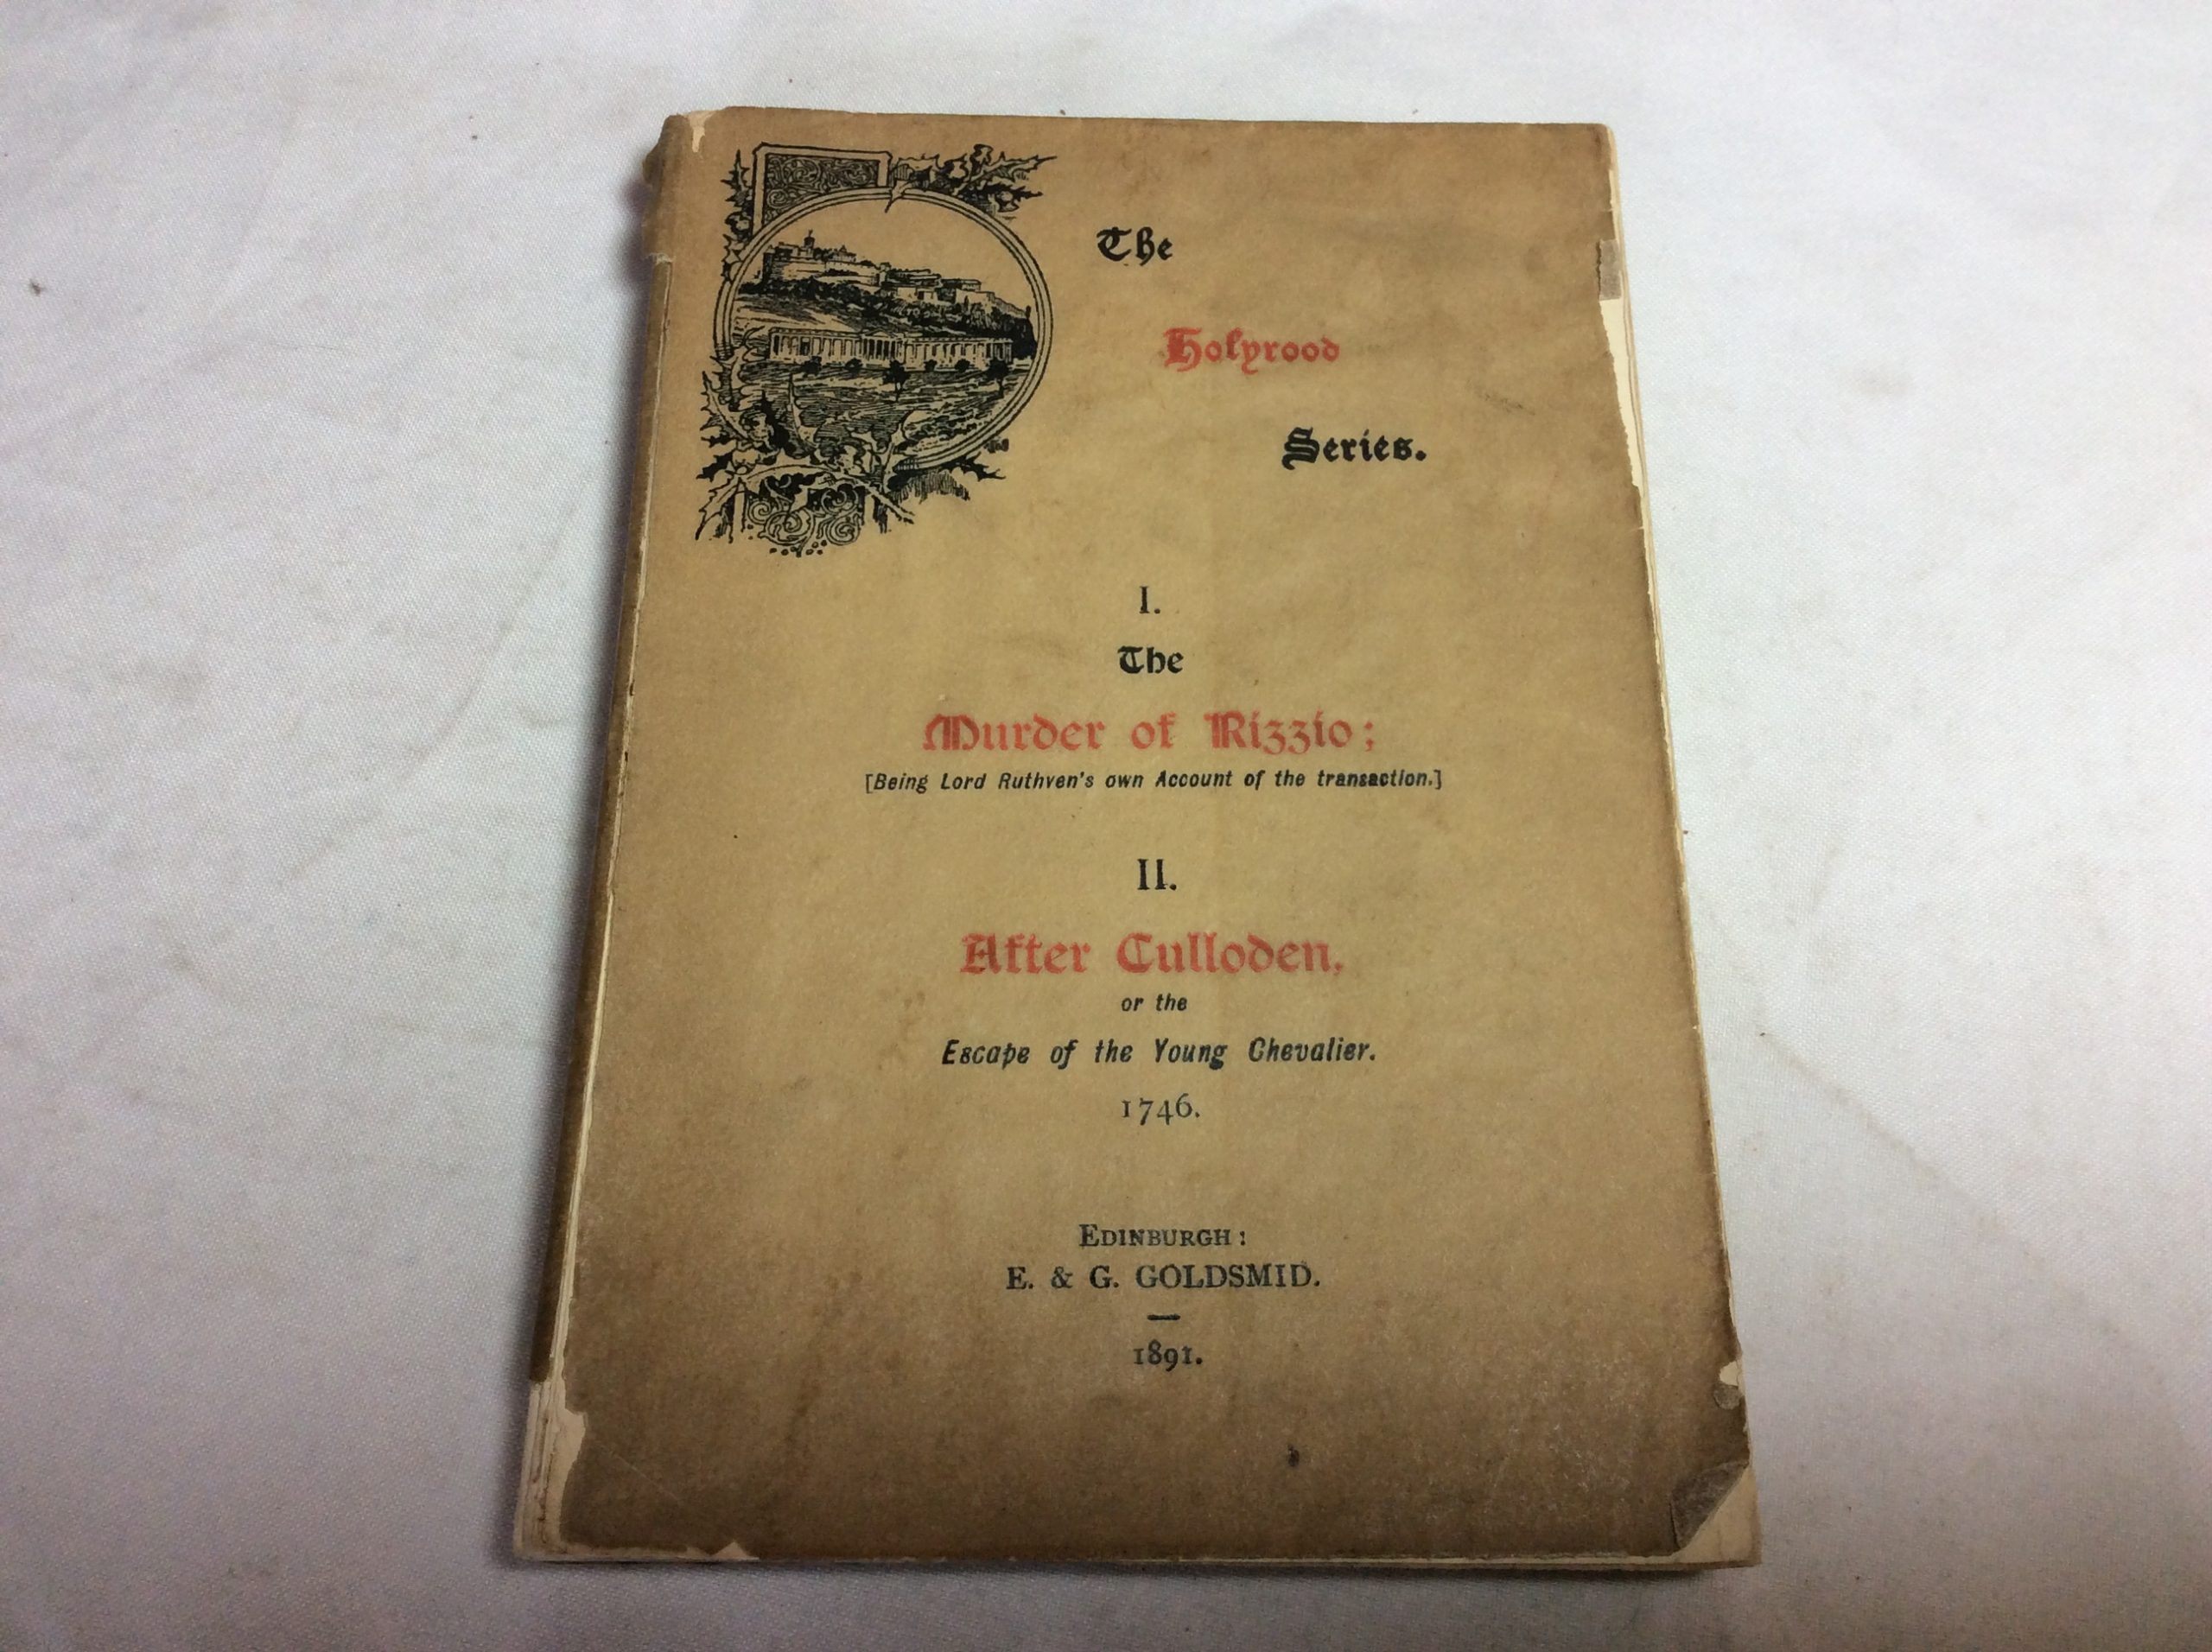 The
Holyrood
Series.
I.
The
Murder of Rizzio;
[Being Lord Ruthven's own Account of the transaction.]
II.
After Culloden,
or the
Escape of the Young Chevalier.
1746.
EDINBURGH:
E. & G. GOLDSMID.
1891.